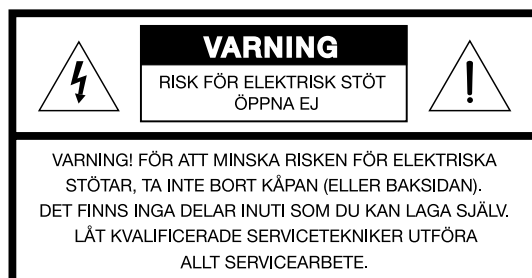 VARNING
RISK FÖR ELEKTRISK STÖT
ÖPPNA EJ
VARNING! FÖR ATT MINSKA RISKEN FÖR ELEKTRISKA
STÖTAR, TA INTE BORT KÅPAN (ELLER BAKSIDAN).
DET FINNS INGA DELAR INUTI SOM DU KAN LAGA SJÄLV.
LÅT KVALIFICERADE SERVICETEKNIKER UTFÖRA
ALLT SERVICEARBETE.